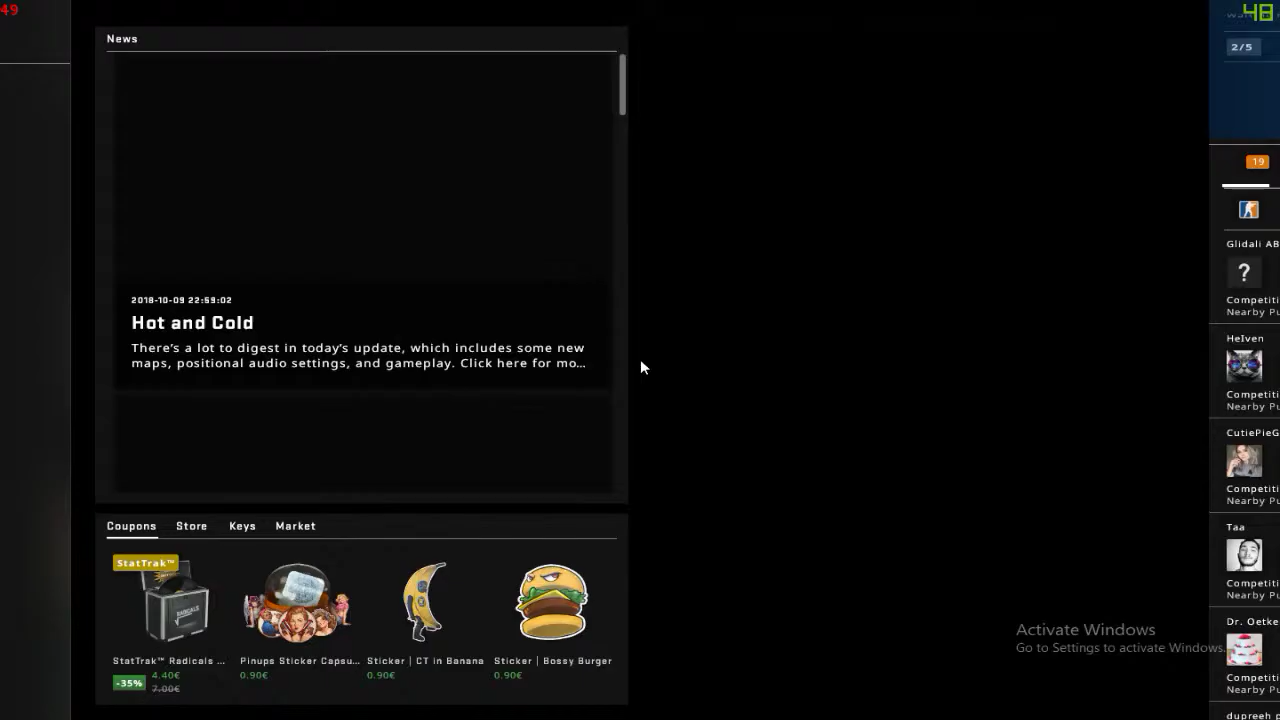 49
48
News
2018-10-09 22:59:02
Hot and Cold
There's a lot to digest in today's update, which includes some new
maps, positional audio settings, and gameplay. Click here for mo...
Coupons Store Keys Market
StatTrak™
RADICALS
StatTrak™ Radicals ...
-35%
4.40€
7.00€
Pinups Sticker Capsu...
0.90€
Sticker | CT in Banana
0.90€
Sticker | Bossy Burger
0.90€
Activate Windows
Go to Settings to activate Windows.
2/5
19
Glidali AB
?
Competiti
Nearby Pu
HeIven
Competiti
Nearby Pu
CutiePieG
Competiti
Nearby Pu
Taa
Competiti
Nearby Pu
Dr. Oetke
Competiti
Nearby Pu
dupreeh p